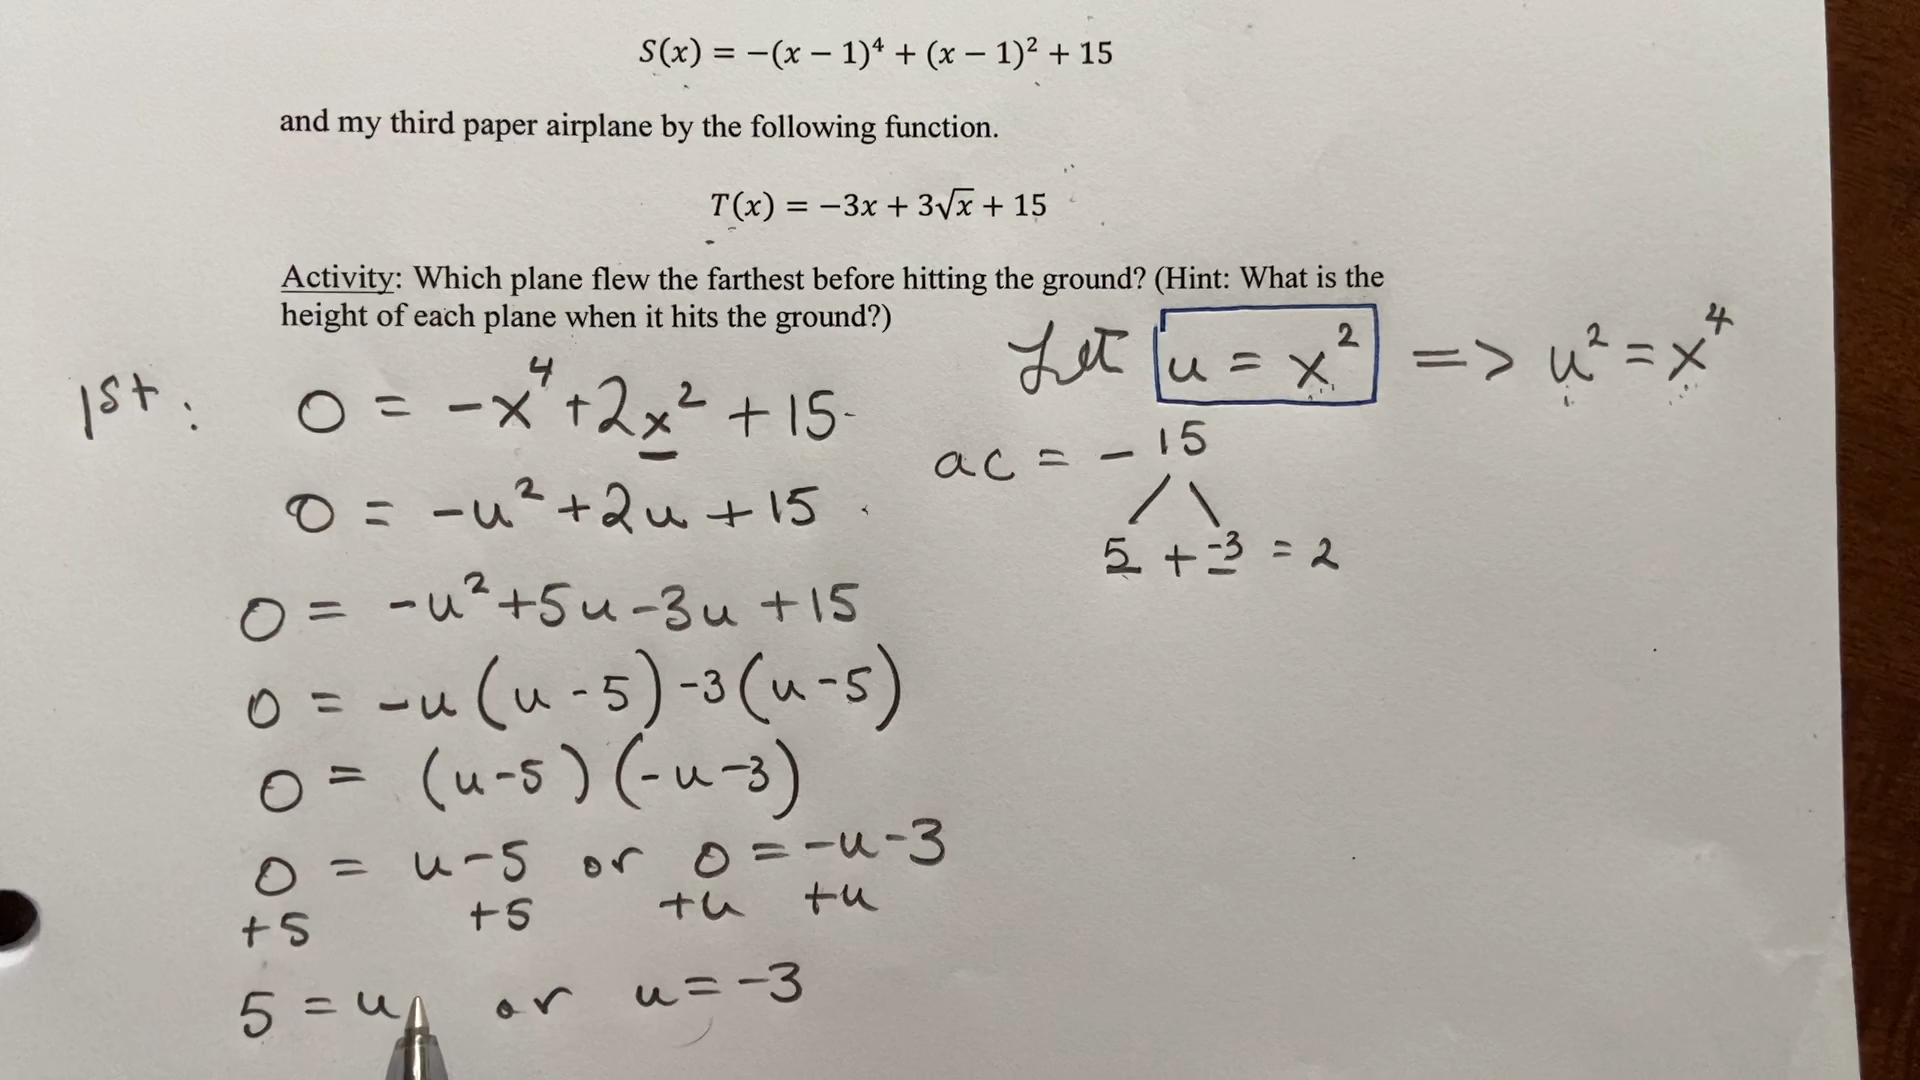 S(x) = −(x − 1)⁴ + (x − 1)² + 15
and my third paper airplane by the following function.
T(x) = −3x + 3√x + 15
Activity: Which plane flew the farthest before hitting the ground? (Hint: What is the
height of each plane when it hits the ground?)
Let u = x² => u² = x⁴
1st: 0 = -x⁴ + 2x² + 15
ac = -15
0 = -u² + 2u + 15
5 + -3 = 2
0 = -u² + 5u - 3u + 15
0 = -u(u - 5) - 3(u - 5)
0 = (u - 5)(-u - 3)
0 = u - 5 or 0 = -u - 3
+5 +5 +u +u
5 = u or u = -3